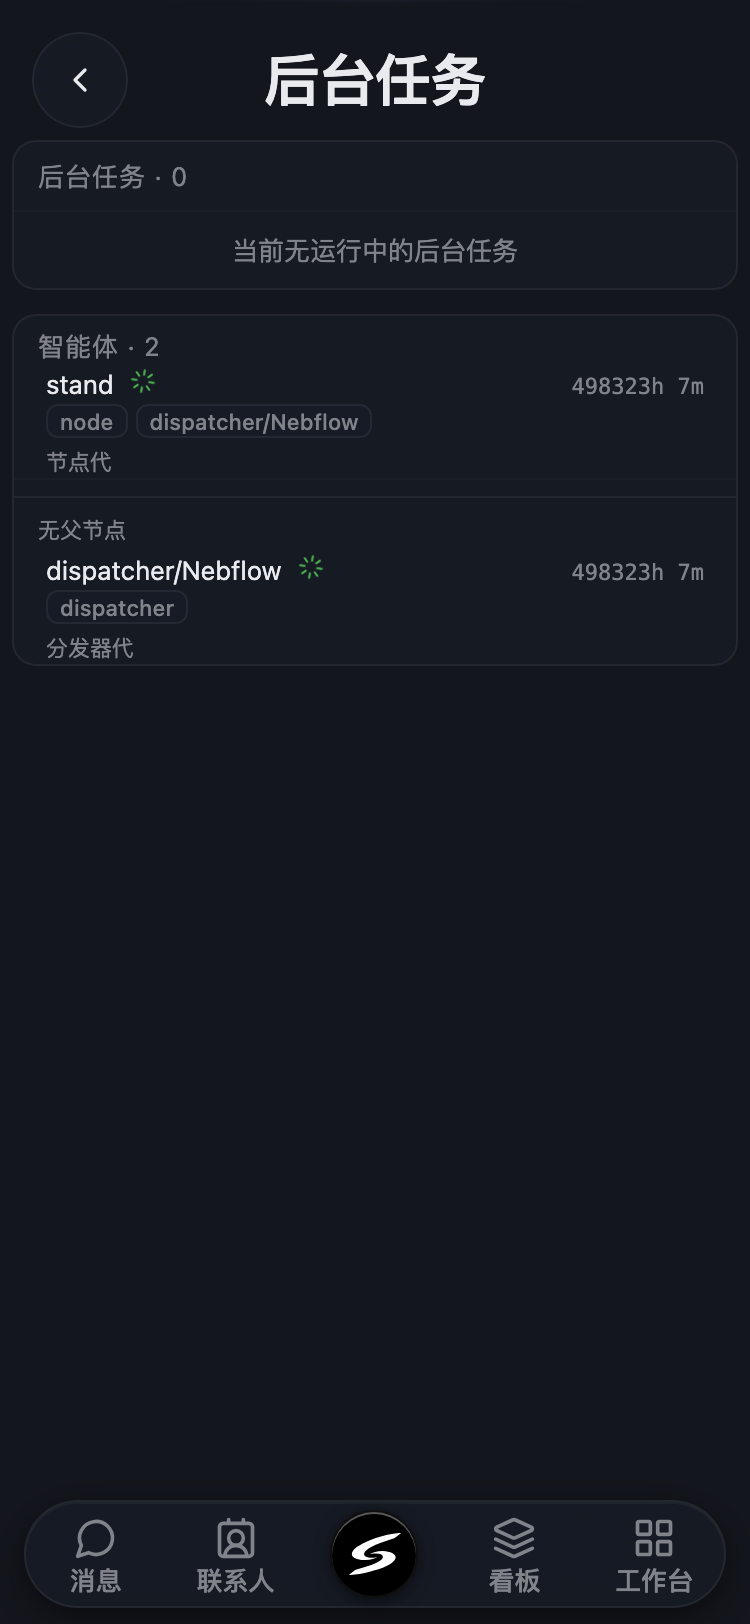 后台任务
后台任务 · 0
当前无运行中的后台任务
智能体 · 2
stand 498323h 7m
node dispatcher/Nebflow
节点代
无父节点
dispatcher/Nebflow 498323h 7m
dispatcher
分发器代
消息 联系人 看板 工作台